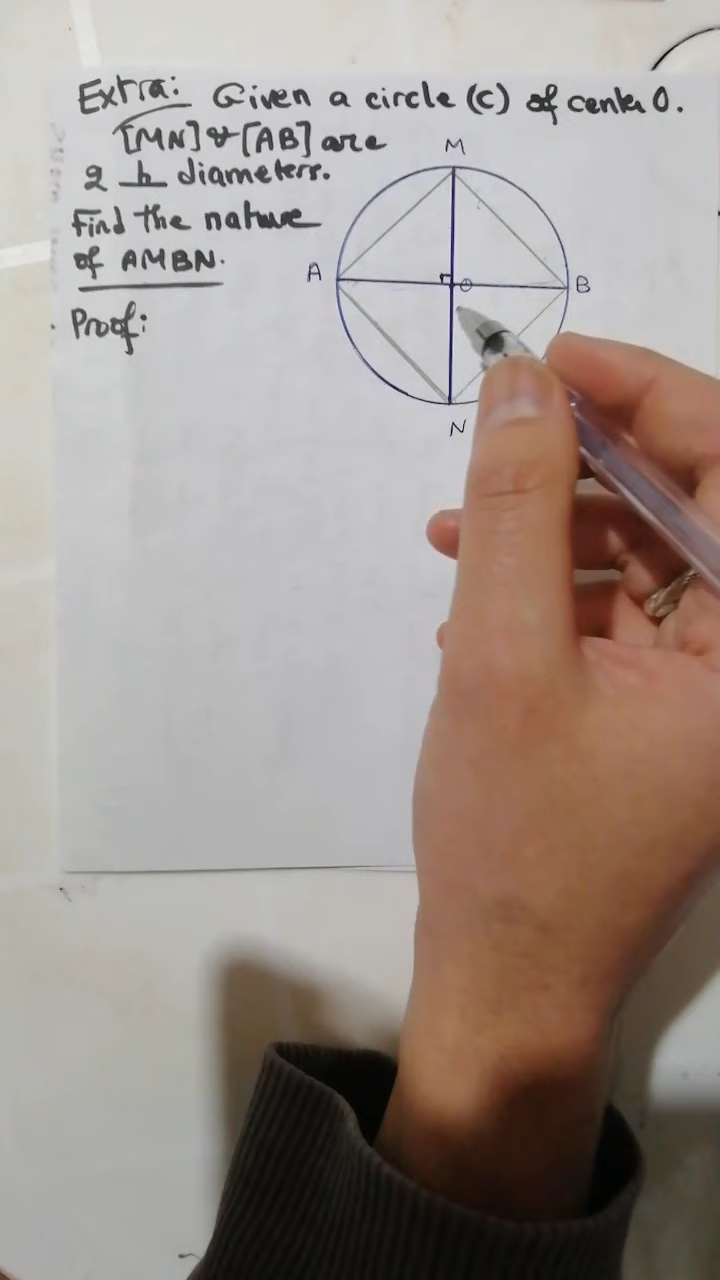 Extra: Given a circle (C) of center O.
[MN] & [AB] are
2 ⊥ diameters.
Find the nature
of AMBN.
Proof:
M
A
O
B
N